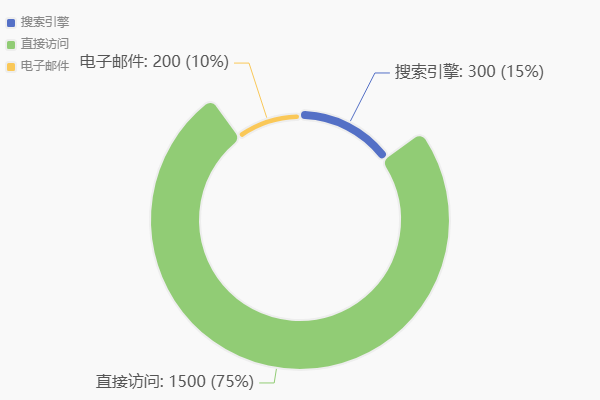 搜索引擎
直接访问
电子邮件
电子邮件: 200 (10%)
搜索引擎: 300 (15%)
直接访问: 1500 (75%)